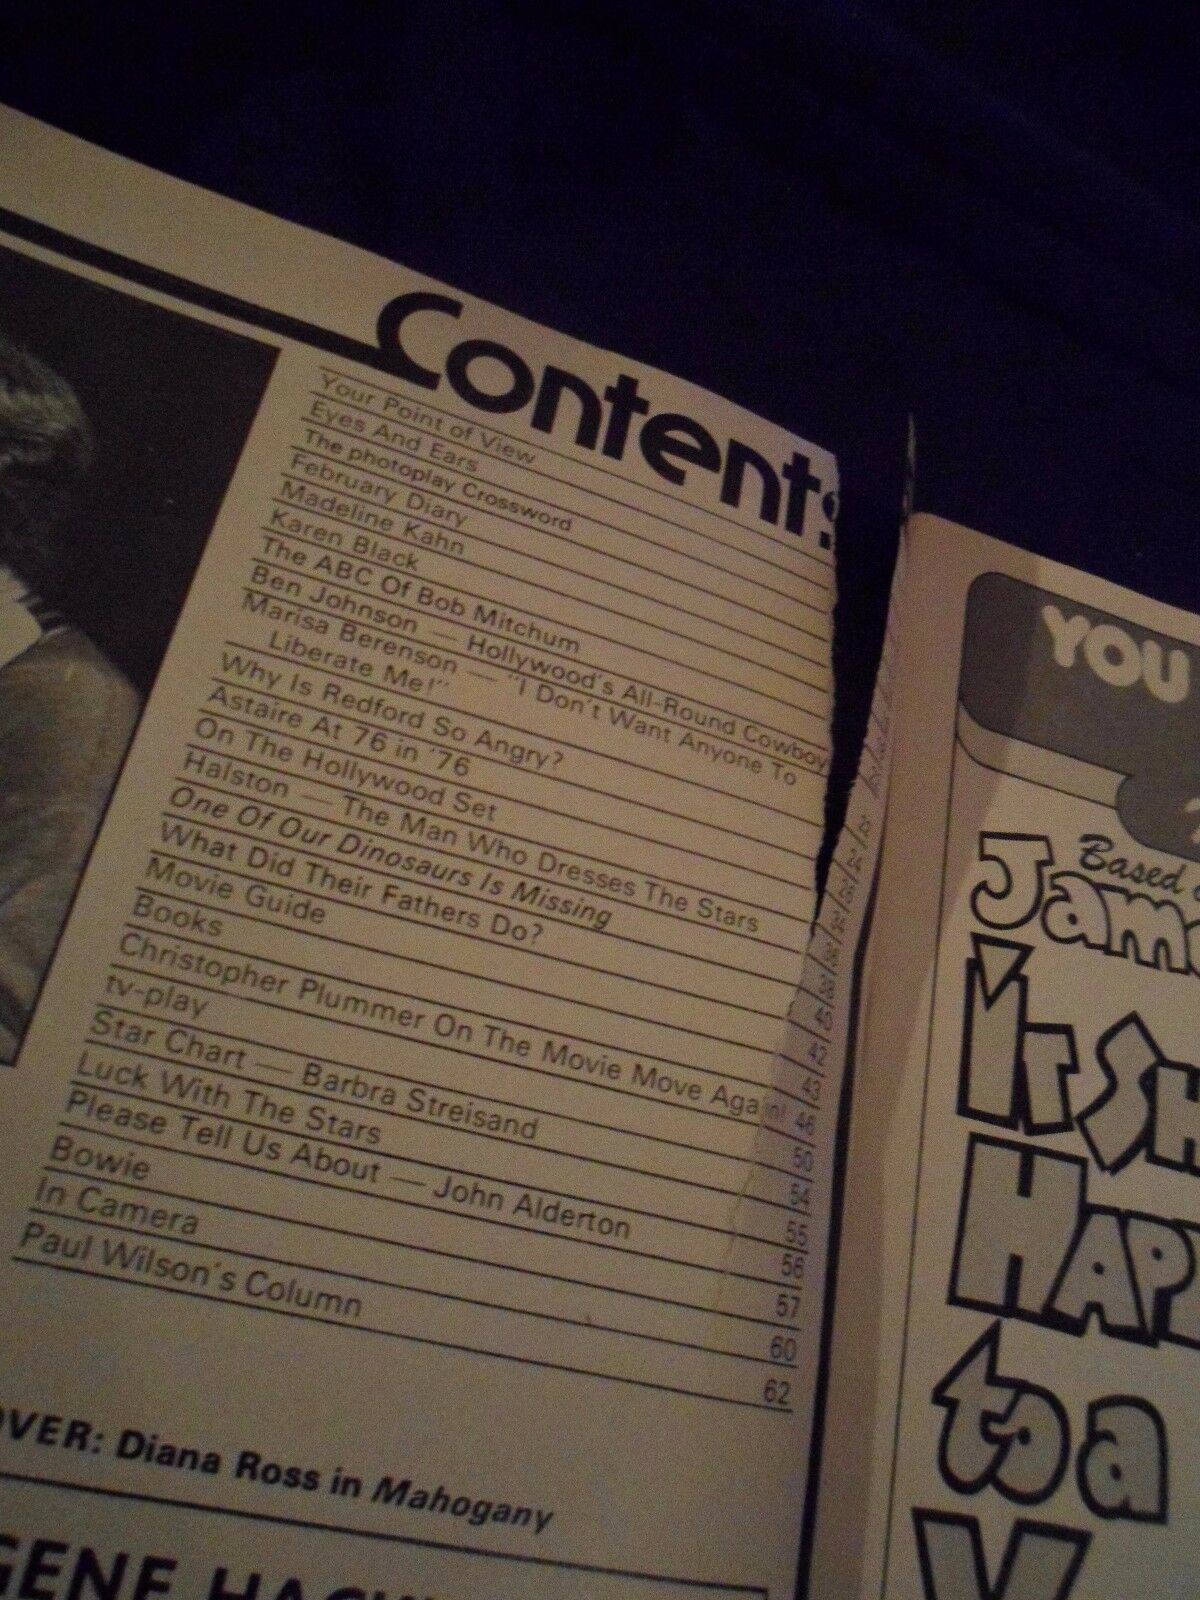 Contents
Your Point of View
Eyes And Ears
The photoplay Crossword
February Diary
Madeline Kahn
Karen Black
The ABC Of Bob Mitchum
Ben Johnson — Hollywood's All-Round Cowboy
Marisa Berenson — "I Don't Want Anyone To
Liberate Me!"
Why Is Redford So Angry?
Astaire At 76 in '76
On The Hollywood Set
Halston — The Man Who Dresses The Stars
One Of Our Dinosaurs Is Missing
What Did Their Fathers Do?
Movie Guide 42
Books 43
Christopher Plummer On The Movie Move Again! 46
tv-play 50
Star Chart — Barbra Streisand 54
Luck With The Stars 55
Please Tell Us About — John Alderton 56
Bowie 57
In Camera 60
Paul Wilson's Column 62
OVER: Diana Ross in Mahogany
GENE
YOU
Based
Jam
it Sh
Hap
to a
V